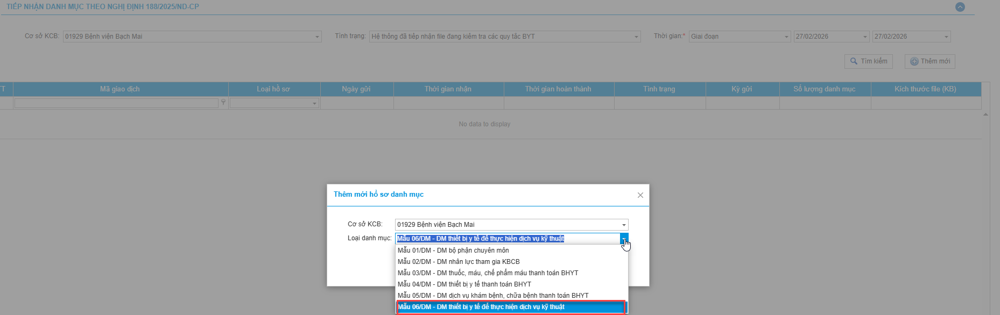 TIẾP NHẬN DANH MỤC THEO NGHỊ ĐỊNH 188/2025/NĐ-CP
Cơ sở KCB: 01929 Bệnh viện Bạch Mai Tình trạng: Hệ thống đã tiếp nhận file đang kiểm tra các quy tắc BYT Thời gian:* Giai đoạn 27/02/2026 27/02/2026
Tìm kiếm Thêm mới
T Mã giao dịch Loại hồ sơ Ngày gửi Thời gian nhận Thời gian hoàn thành Tình trạng Kỳ gửi Số lượng danh mục Kích thước file (KB)
No data to display
Thêm mới hồ sơ danh mục
Cơ sở KCB: 01929 Bệnh viện Bạch Mai
Loại danh mục: Mẫu 06/DM - DM thiết bị y tế để thực hiện dịch vụ kỹ thuật
Mẫu 01/DM - DM bộ phận chuyên môn
Mẫu 02/DM - DM nhân lực tham gia KBCB
Mẫu 03/DM - DM thuốc, máu, chế phẩm máu thanh toán BHYT
Mẫu 04/DM - DM thiết bị y tế thanh toán BHYT
Mẫu 05/DM - DM dịch vụ khám bệnh, chữa bệnh thanh toán BHYT
Mẫu 06/DM - DM thiết bị y tế để thực hiện dịch vụ kỹ thuật